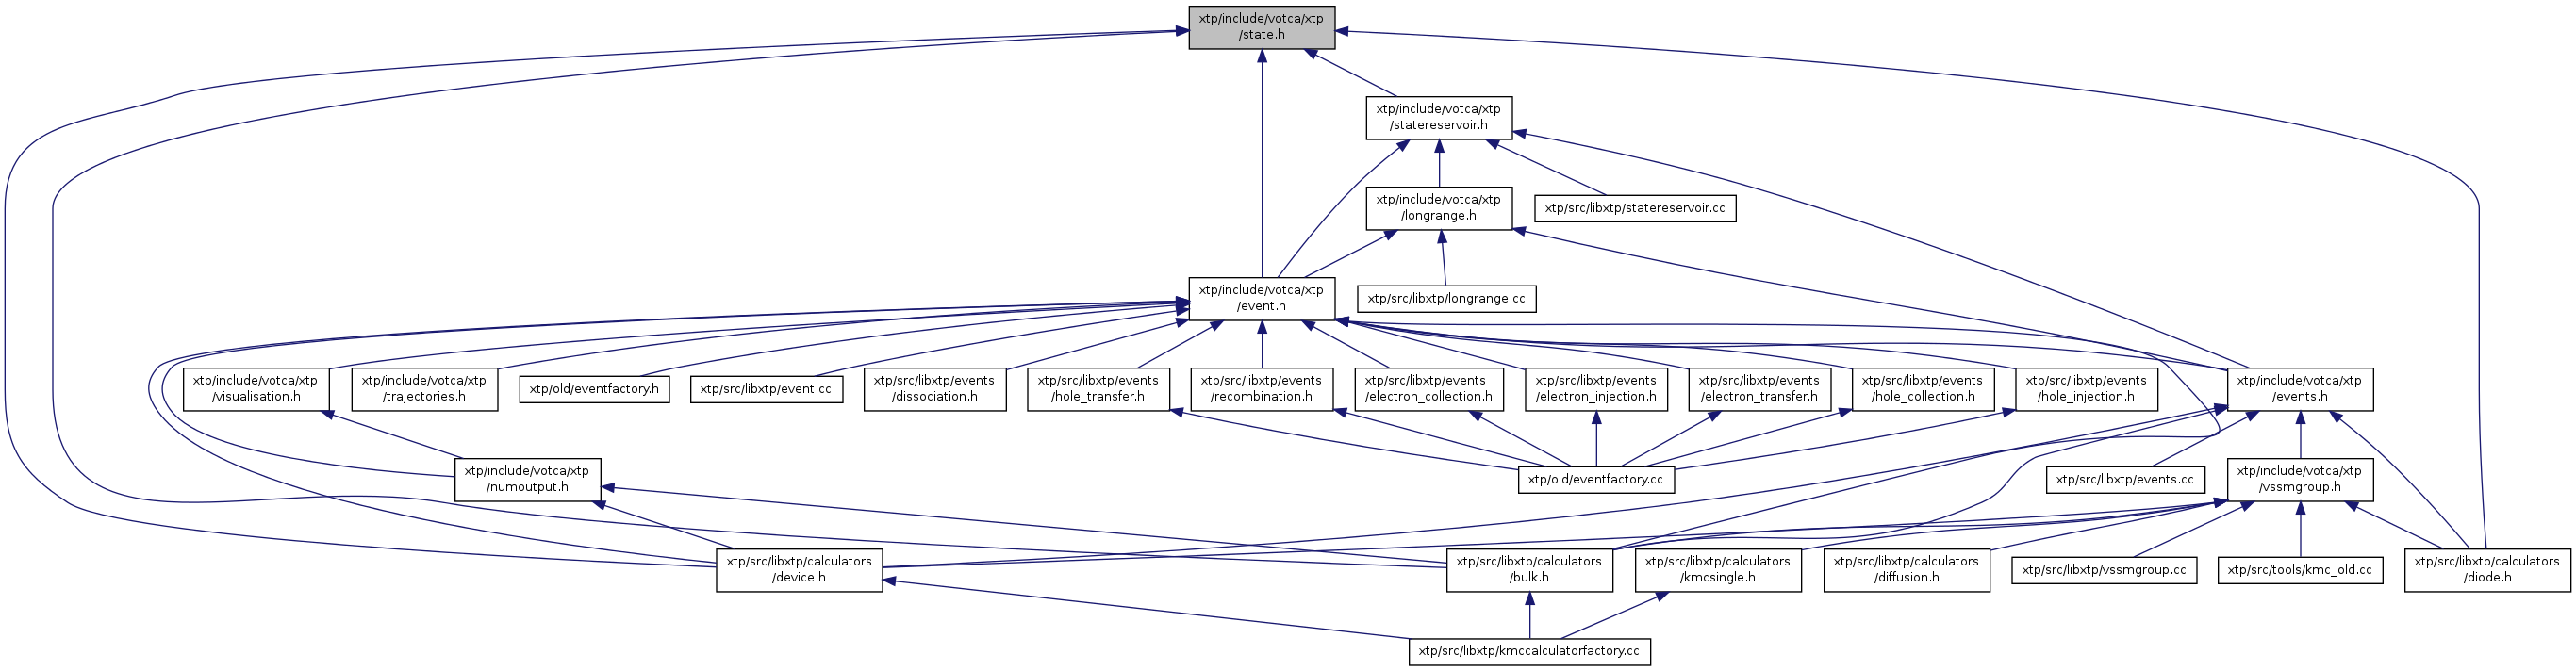 xtp/include/votca/xtp
/state.h
xtp/include/votca/xtp
/statereservoir.h
xtp/include/votca/xtp
/longrange.h
xtp/src/libxtp/statereservoir.cc
xtp/include/votca/xtp
/event.h
xtp/src/libxtp/longrange.cc
xtp/include/votca/xtp
/visualisation.h
xtp/include/votca/xtp
/trajectories.h
xtp/old/eventfactory.h
xtp/src/libxtp/event.cc
xtp/src/libxtp/events
/dissociation.h
xtp/src/libxtp/events
/hole_transfer.h
xtp/src/libxtp/events
/recombination.h
xtp/src/libxtp/events
/electron_collection.h
xtp/src/libxtp/events
/electron_injection.h
xtp/src/libxtp/events
/electron_transfer.h
xtp/src/libxtp/events
/hole_collection.h
xtp/src/libxtp/events
/hole_injection.h
xtp/include/votca/xtp
/events.h
xtp/include/votca/xtp
/numoutput.h
xtp/old/eventfactory.cc
xtp/src/libxtp/events.cc
xtp/include/votca/xtp
/vssmgroup.h
xtp/src/libxtp/calculators
/device.h
xtp/src/libxtp/calculators
/bulk.h
xtp/src/libxtp/calculators
/kmcsingle.h
xtp/src/libxtp/calculators
/diffusion.h
xtp/src/libxtp/vssmgroup.cc
xtp/src/tools/kmc_old.cc
xtp/src/libxtp/calculators
/diode.h
xtp/src/libxtp/kmccalculatorfactory.cc